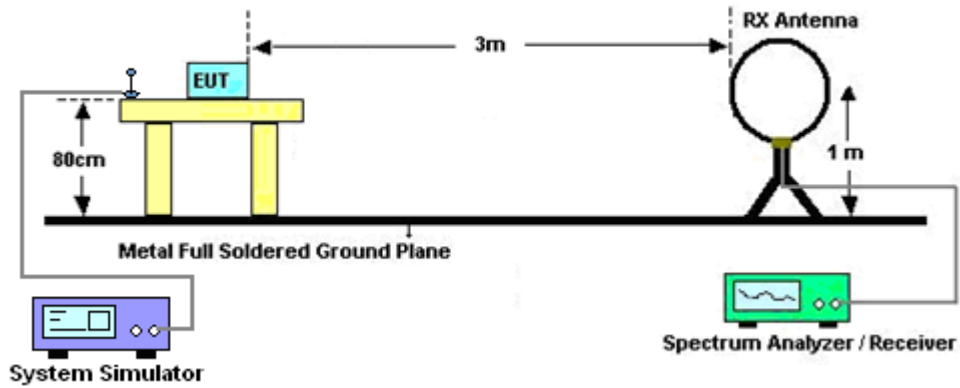 RX Antenna
3m
EUT
80cm
1 m
Metal Full Soldered Ground Plane
Spectrum Analyzer / Receiver
System Simulator